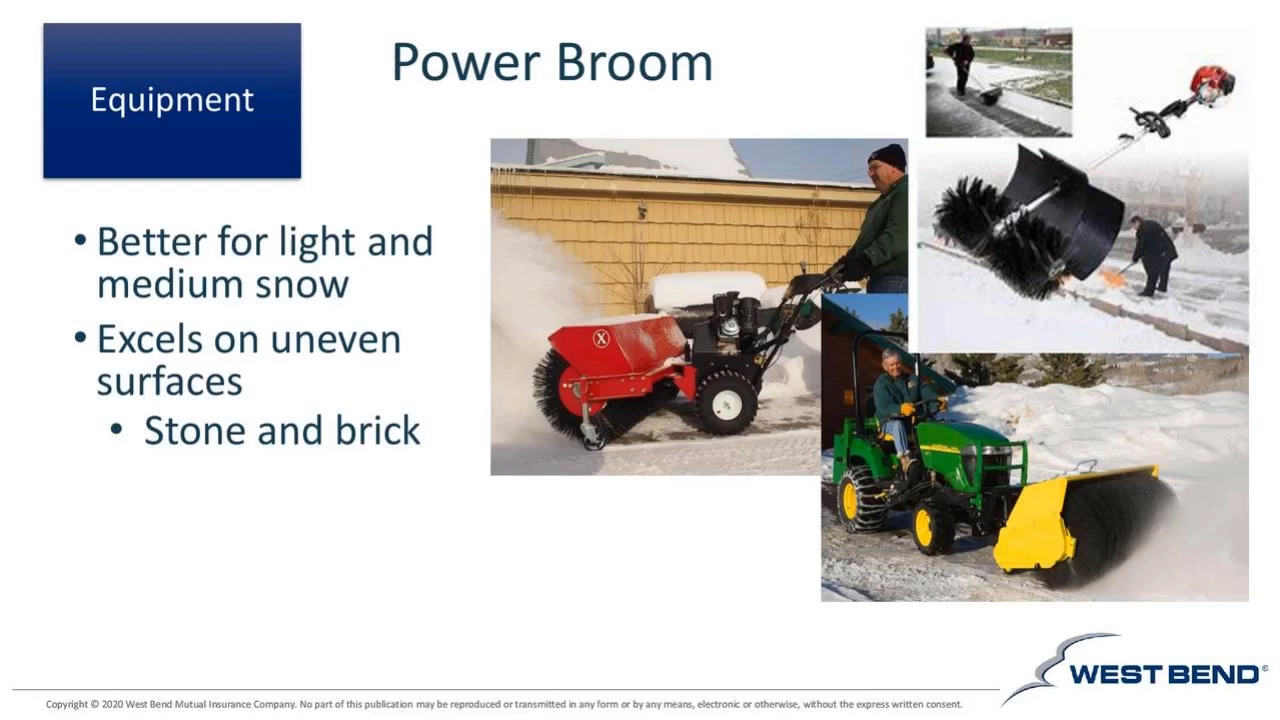 Equipment
Power Broom
• Better for light and
medium snow
• Excels on uneven
surfaces
• Stone and brick
X
WEST BEND®
Copyright © 2020 West Bend Mutual Insurance Company. No part of this publication may be reproduced or transmitted in any form or by any means, electronic or otherwise, without the express written consent.